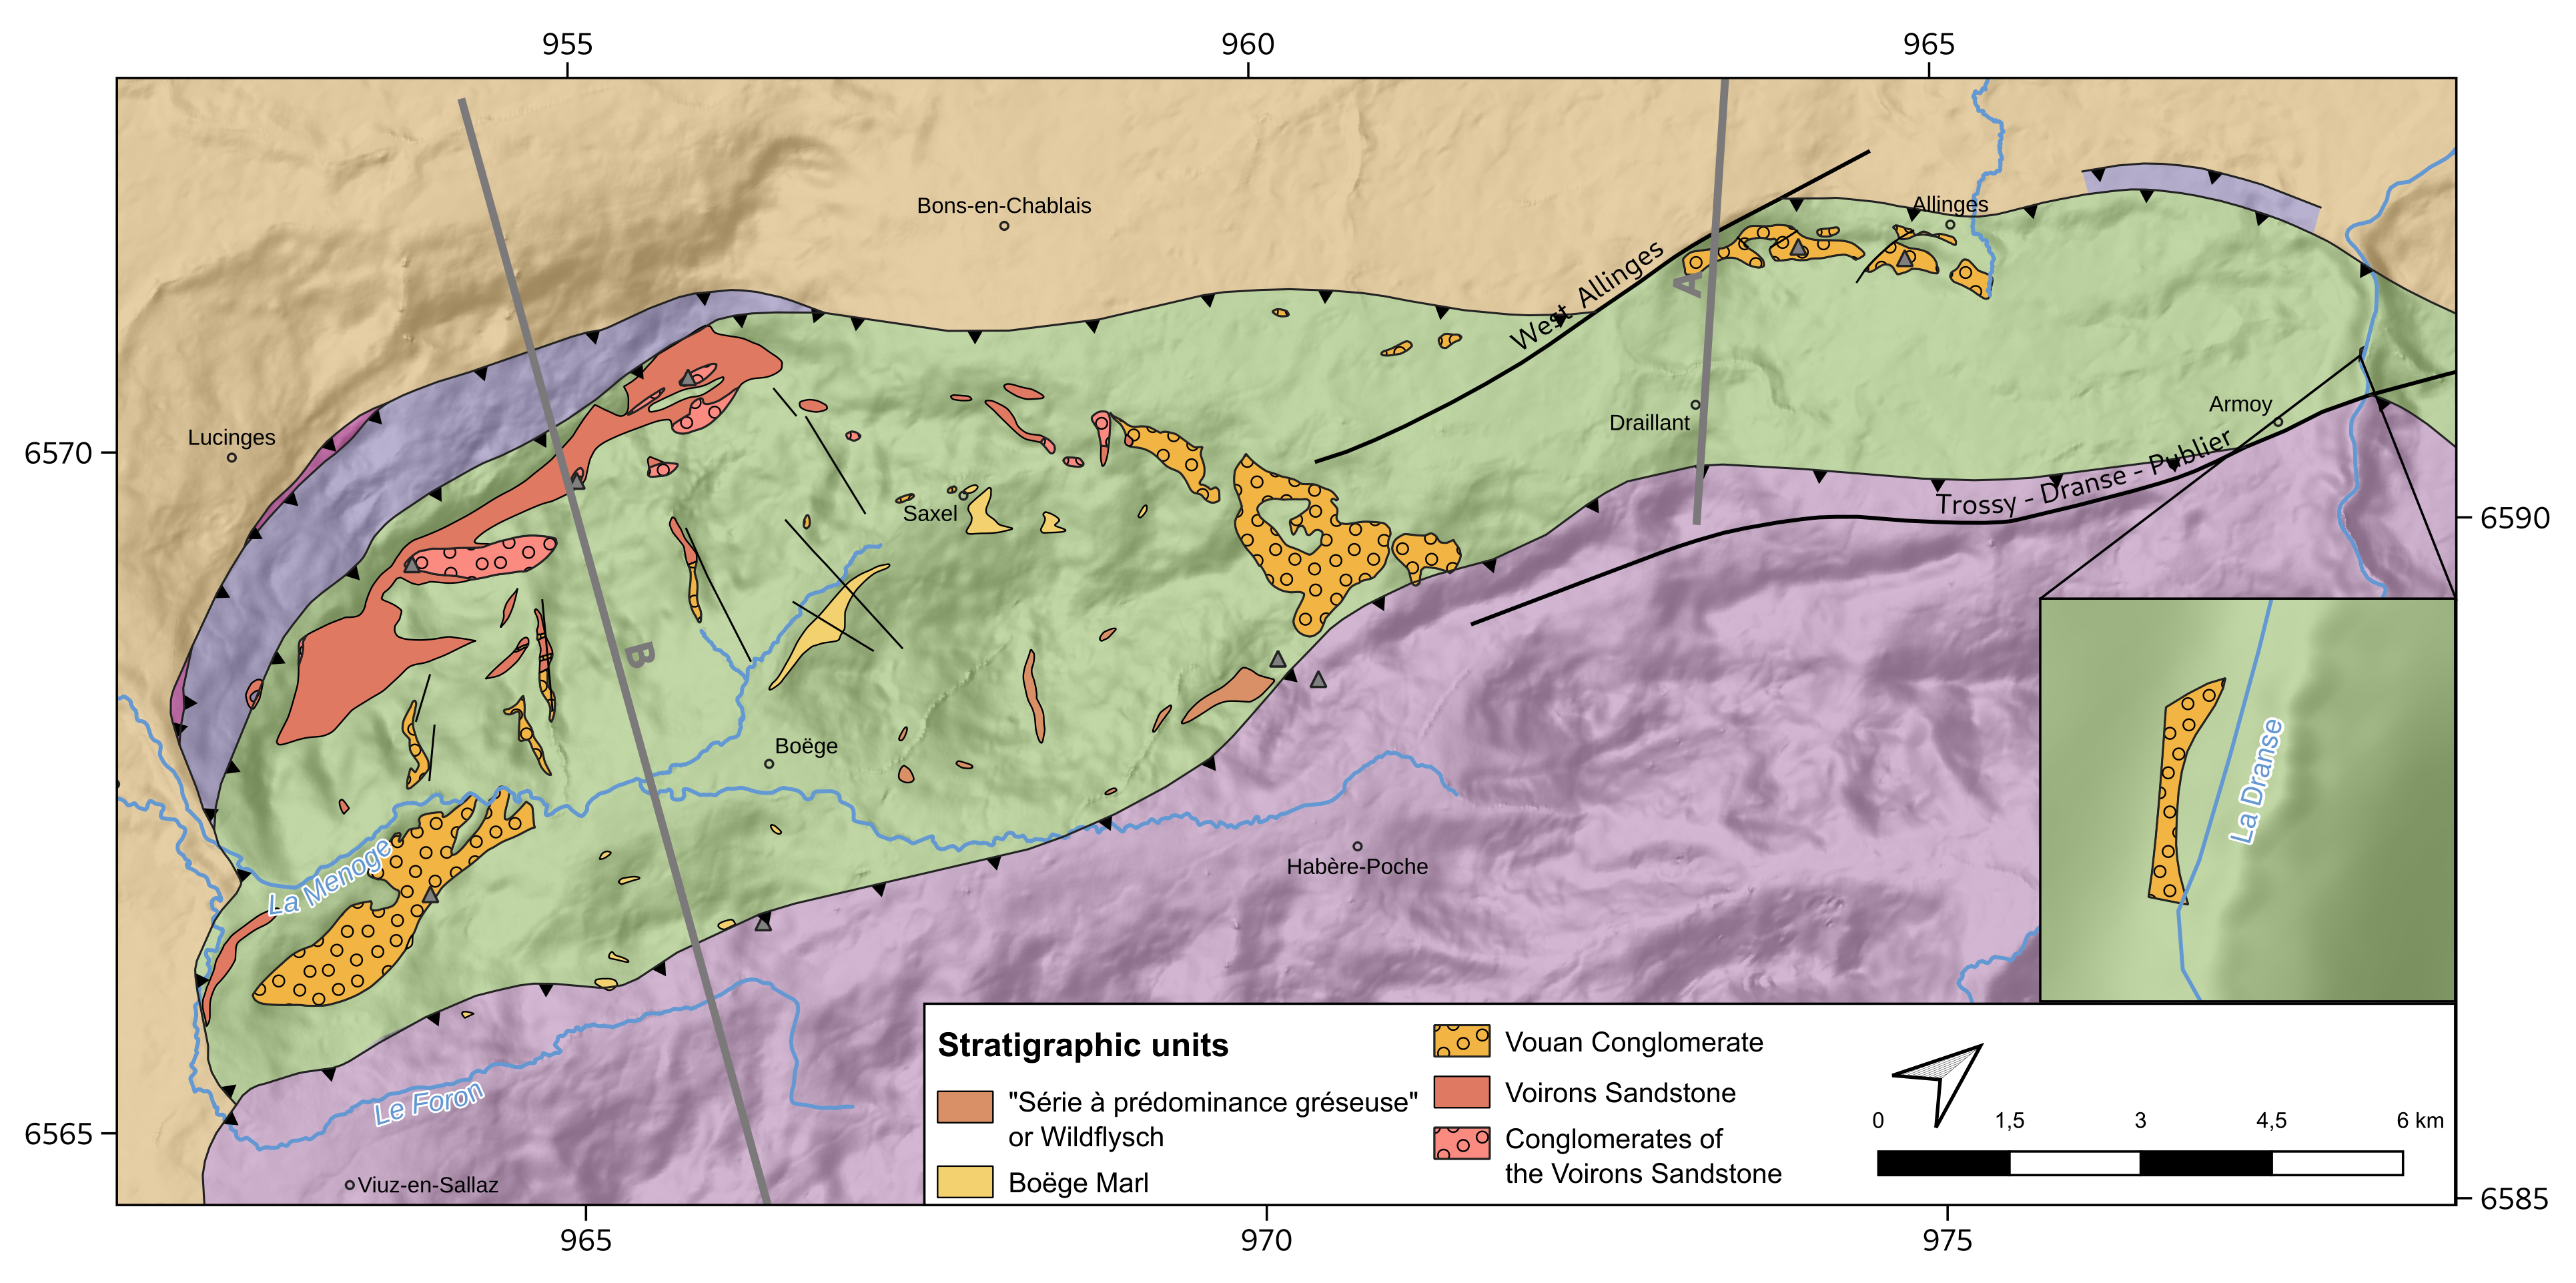 955
960
965
Bons-en-Chablais
Allinges
West Allinges
A
Lucinges
6570
Draillant
Armoy
Trossy - Dranse - Publier
Saxel
6590
B
Boëge
La Dranse
La Menoge
Habère-Poche
Le Foron
Viuz-en-Sallaz
6565
6585
Stratigraphic units
"Série à prédominance gréseuse"
or Wildflysch
Boëge Marl
Vouan Conglomerate
Voirons Sandstone
Conglomerates of
the Voirons Sandstone
0 1,5 3 4,5 6 km
965
970
975